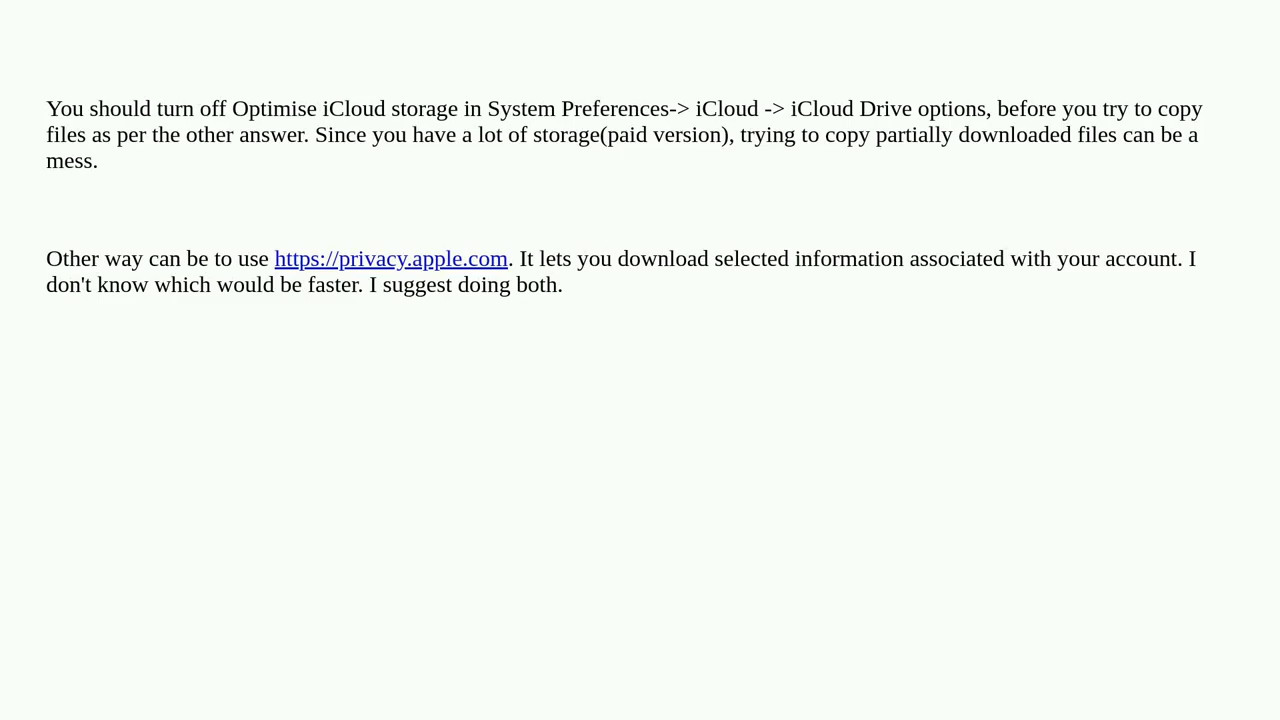 You should turn off Optimise iCloud storage in System Preferences-> iCloud -> iCloud Drive options, before you try to copy
files as per the other answer. Since you have a lot of storage(paid version), trying to copy partially downloaded files can be a
mess.
Other way can be to use https://privacy.apple.com. It lets you download selected information associated with your account. I
don't know which would be faster. I suggest doing both.